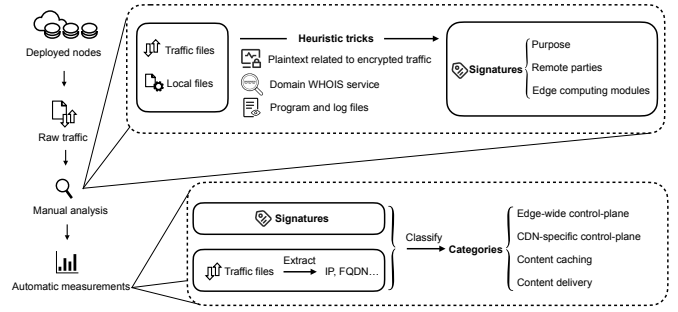 Deployed nodes
Raw traffic
Manual analysis
Automatic measurements
Traffic files
Local files
Heuristic tricks
Plaintext related to encrypted traffic
Domain WHOIS service
Program and log files
Signatures
Purpose
Remote parties
Edge computing modules
Signatures
Traffic files
Extract
IP, FQDN...
Classify
Categories
Edge-wide control-plane
CDN-specific control-plane
Content caching
Content delivery